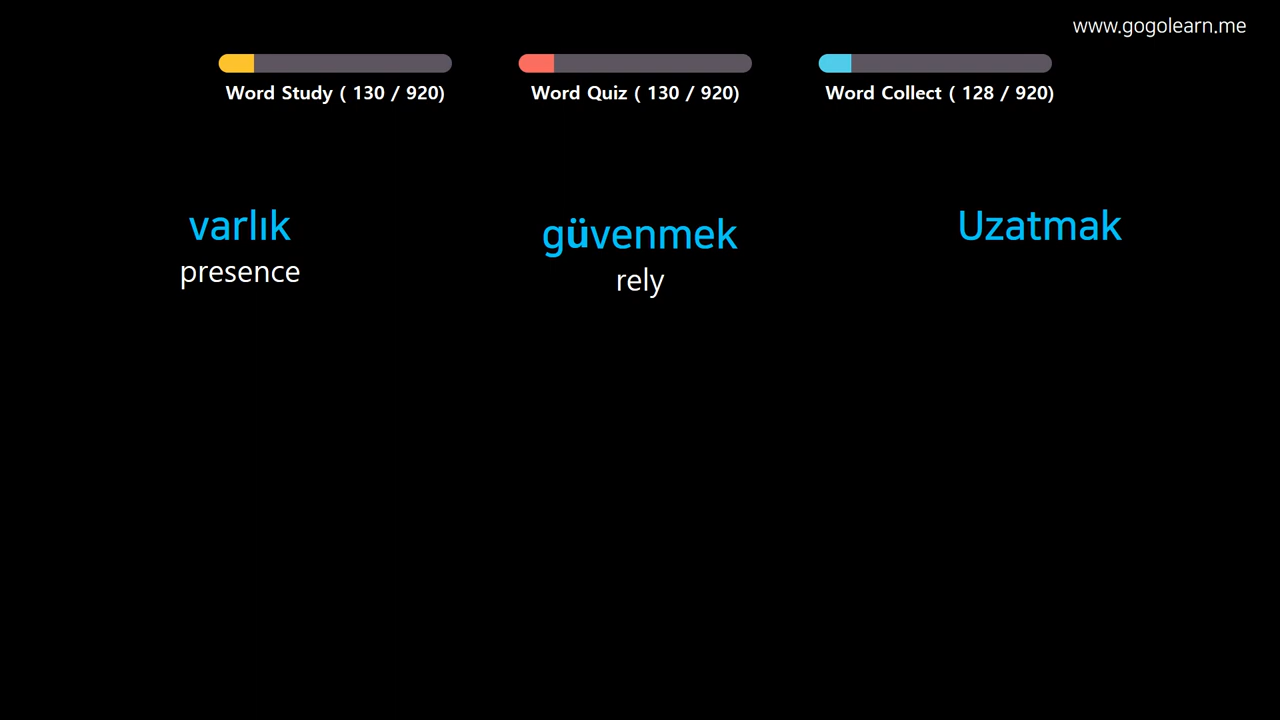 www.gogolearn.me
Word Study ( 130 / 920)
Word Quiz ( 130 / 920)
Word Collect ( 128 / 920)
varlık
presence
güvenmek
rely
Uzatmak